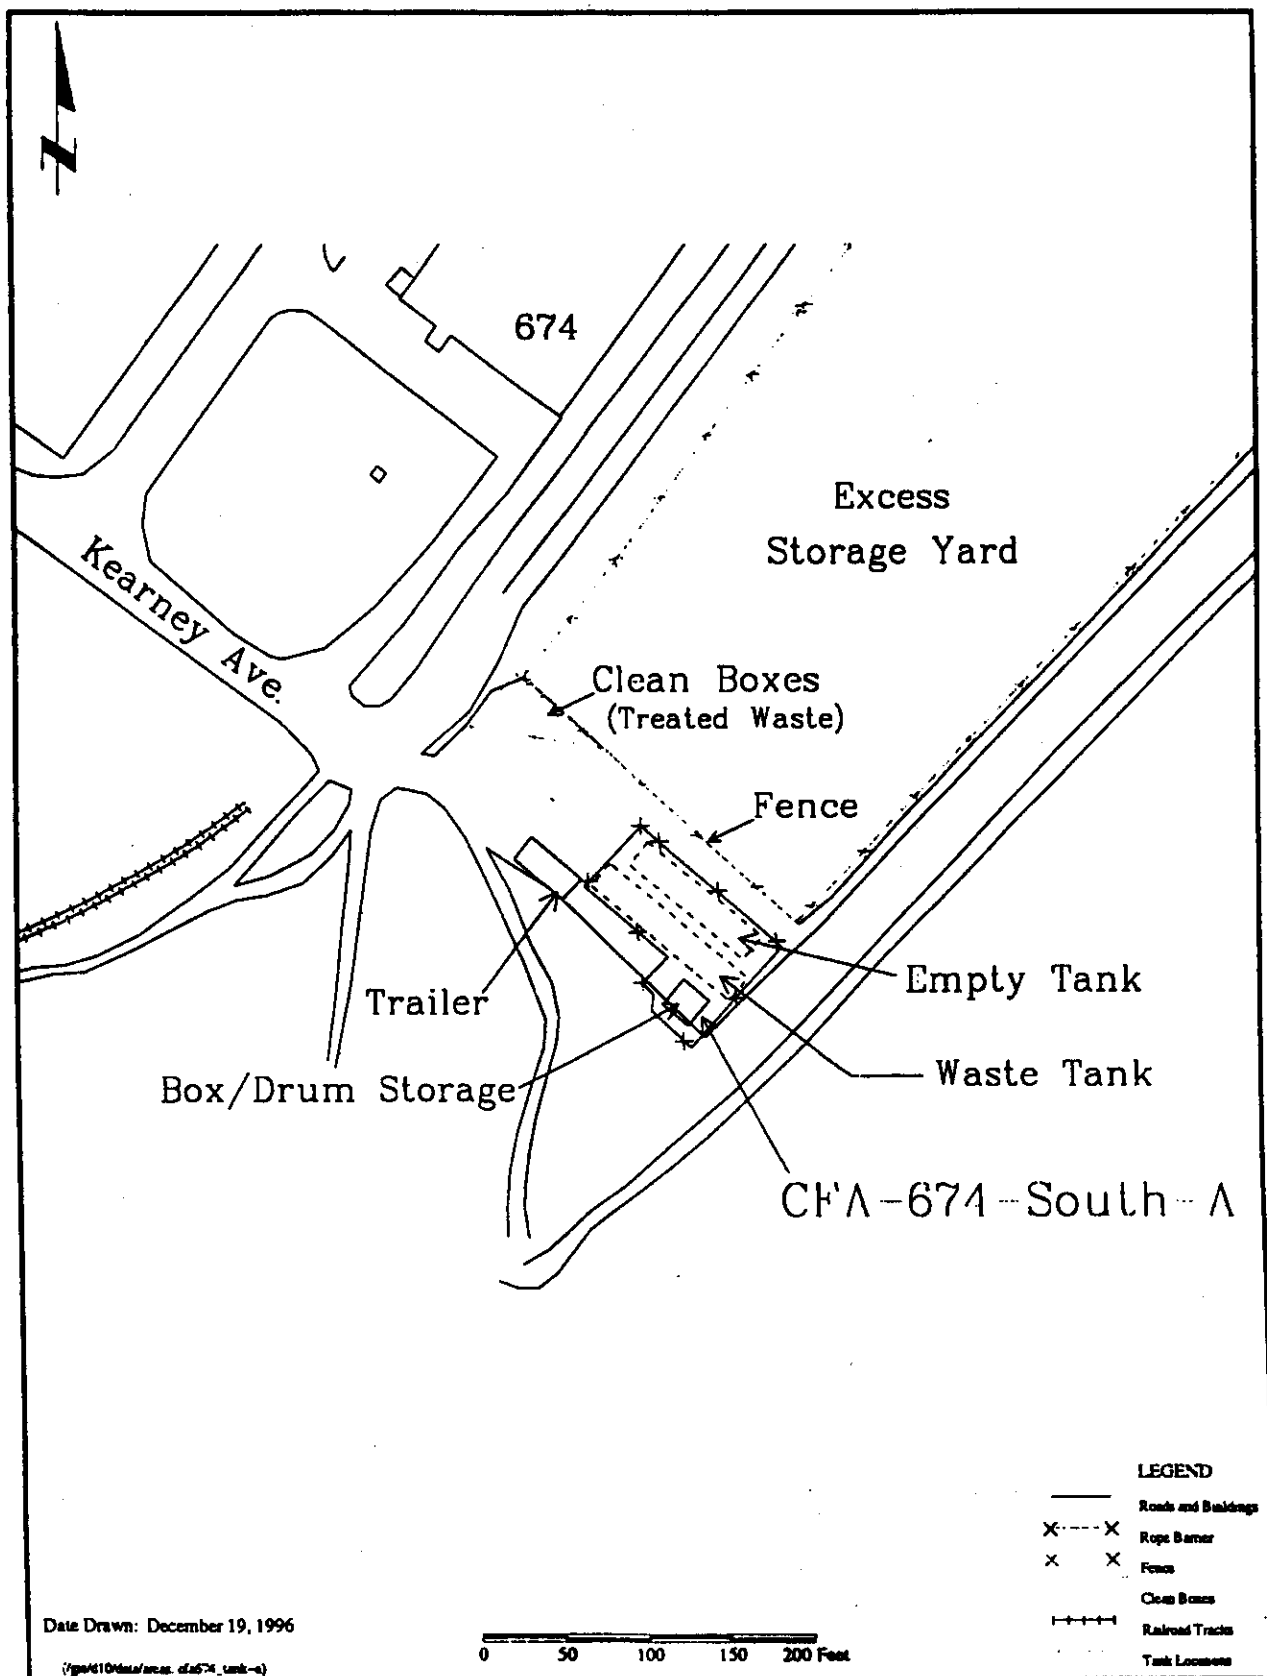 N
674
Excess
Storage Yard
Kearney Ave.
Clean Boxes
(Treated Waste)
Fence
Trailer
Empty Tank
Box/Drum Storage
Waste Tank
CFA-674-South-A
LEGEND
Roads and Buildings
Rope Barrier
Fence
Clean Boxes
Railroad Tracks
Tank Locations
Date Drawn: December 19, 1996
0 50 100 200 Feet